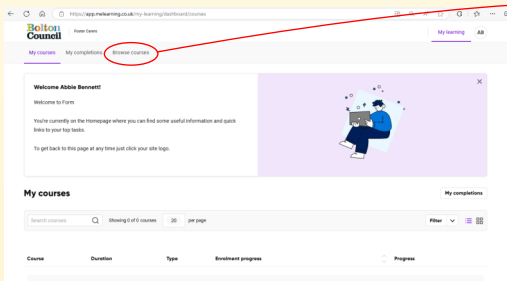 https://app.melearning.co.uk/my-learning/dashboard/courses
Bolton
Council
Foster Carers
My learning
AB
My courses
My completions
Browse courses
Welcome Abbie Bennett!
Welcome to Form
You're currently on the Homepage where you can find some useful information and quick
links to your top tasks.
To get back to this page at any time just click your site logo.
My courses
My completions
Search courses
Showing 0 of 0 courses
20
per page
Filter
Course
Duration
Type
Enrolment progress
Progress